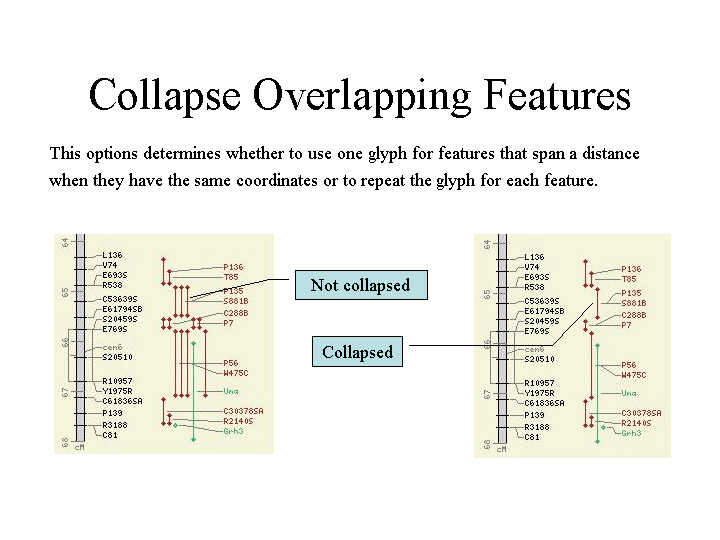 Collapse Overlapping Features
This options determines whether to use one glyph for features that span a distance
when they have the same coordinates or to repeat the glyph for each feature.
64
65
66
67
68
cM
L136
V74
E693S
R538
C53639S
E61794SB
S20459S
E769S
cen6
S20510
R10957
Y1975R
C61836SA
P139
R3188
C81
P136
T85
P135
S881B
C288B
P7
P56
W475C
Una
C30378SA
R2140S
Grh3
Not collapsed
Collapsed
64
65
66
67
68
cM
L136
V74
E693S
R538
C53639S
E61794SB
S20459S
E769S
cen6
S20510
R10957
Y1975R
C61836SA
P139
R3188
C81
P136
T85
P135
S881B
C288B
P7
P56
W475C
Una
C30378SA
R2140S
Grh3